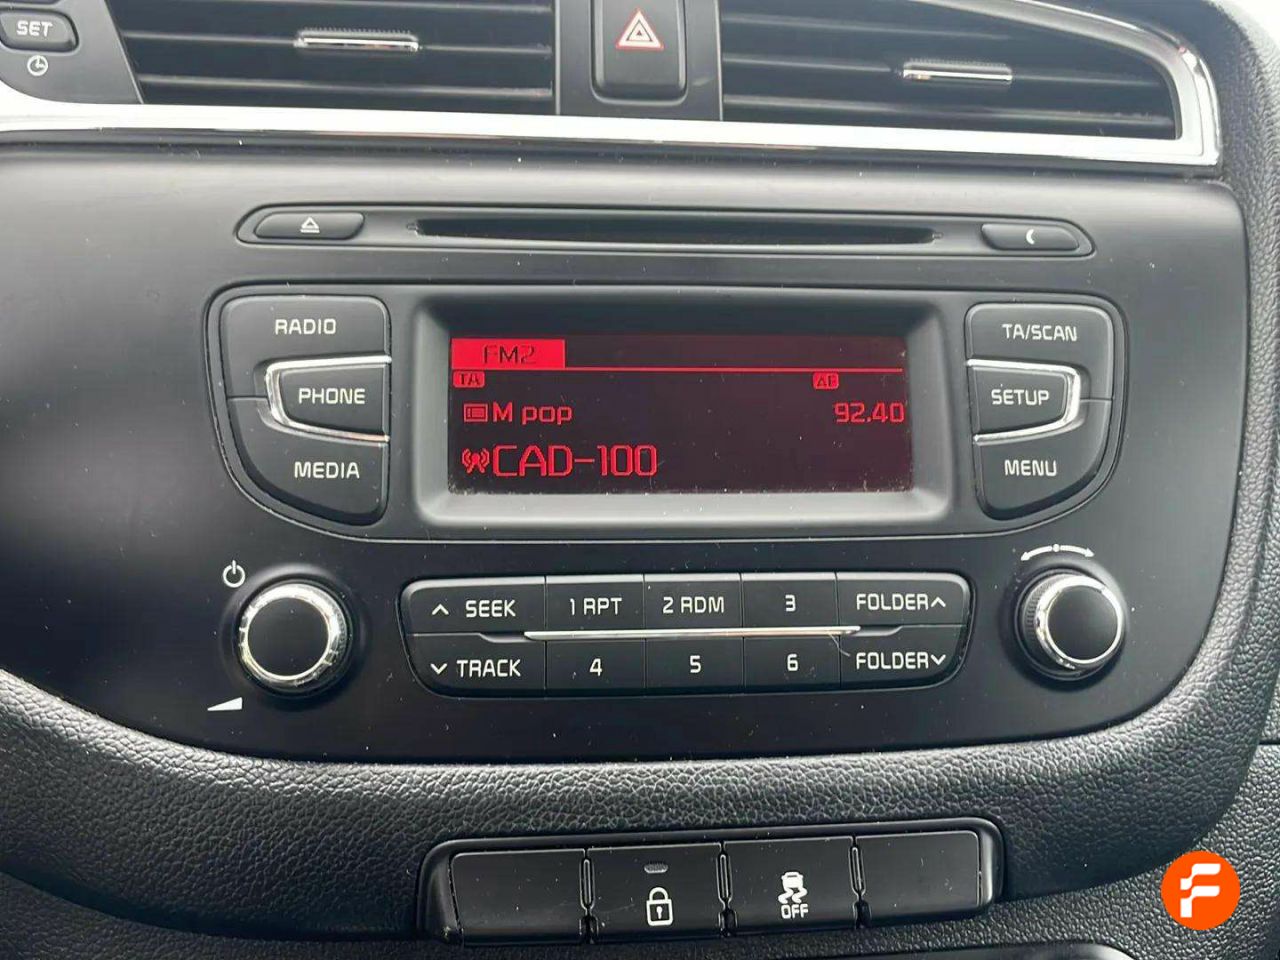 SET
RADIO
TA/SCAN
PHONE
SETUP
MEDIA
MENU
FM2
TA
AF
M pop
92.40
CAD-100
SEEK
1 RPT
2 RDM
3
FOLDER
TRACK
4
5
6
FOLDER
OFF